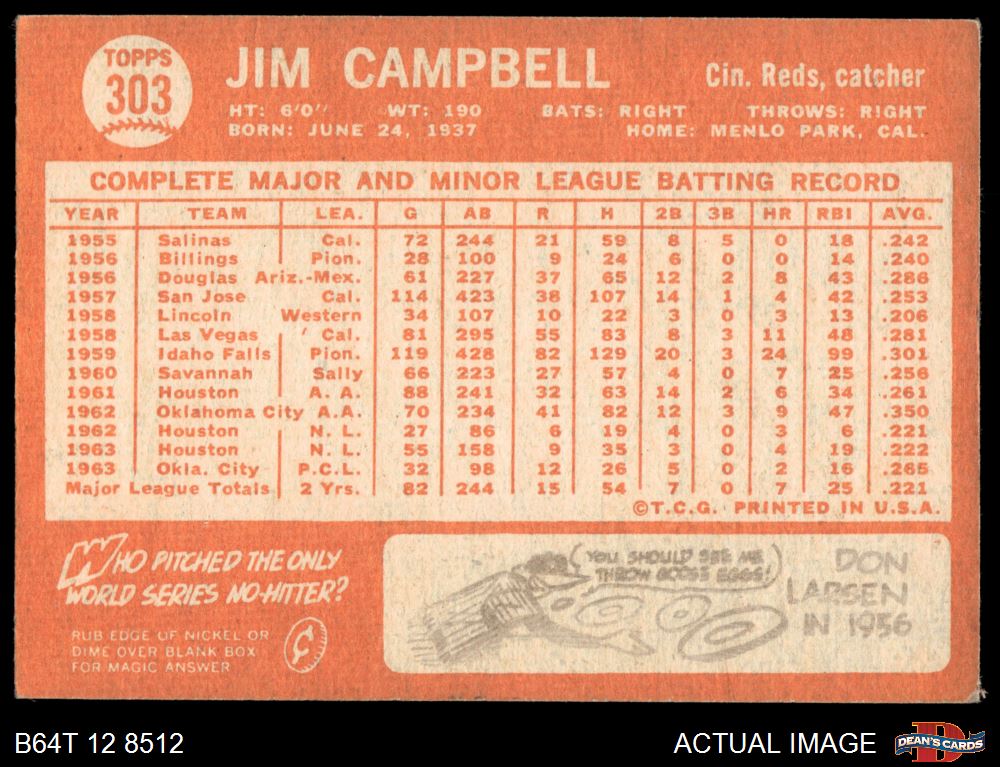 TOPPS
303
JIM CAMPBELL
Cin. Reds, catcher
HT: 6'0" WT: 190 BATS: RIGHT THROWS: RIGHT
BORN: JUNE 24, 1937 HOME: MENLO PARK, CAL.
COMPLETE MAJOR AND MINOR LEAGUE BATTING RECORD
YEAR TEAM LEA. G AB R H 2B 3B HR RBI AVG.
1955 Salinas Cal. 72 244 21 59 8 5 0 18 .242
1956 Billings Pion. 28 100 9 24 6 0 0 14 .240
1956 Douglas Ariz.-Mex. 61 227 37 65 12 2 8 43 .286
1957 San Jose Cal. 114 423 38 107 14 1 4 42 .253
1958 Lincoln Western 34 107 10 22 3 0 3 13 .206
1958 Las Vegas Cal. 81 295 55 83 8 3 11 48 .281
1959 Idaho Falls Pion. 119 428 82 129 20 3 24 99 .301
1960 Savannah Sally 66 223 27 57 4 0 7 25 .256
1961 Houston A. A. 88 241 32 63 14 2 6 34 .261
1962 Oklahoma City A.A. 70 234 41 82 12 3 9 47 .350
1962 Houston N. L. 27 86 6 19 4 0 3 6 .221
1963 Houston N. L. 55 158 9 35 3 0 4 19 .222
1963 Okla. City P.C.L. 32 98 12 26 5 0 2 16 .265
Major League Totals 2 Yrs. 82 244 15 54 7 0 7 25 .221
©T.C.G. PRINTED IN U.S.A.
WHO PITCHED THE ONLY
WORLD SERIES NO-HITTER?
RUB EDGE OF NICKEL OR
DIME OVER BLANK BOX
FOR MAGIC ANSWER
¢
YOU SHOULD SEE ME
THROW GOOSE EGGS!
DON
LARSEN
IN 1956
B64T 12 8512
ACTUAL IMAGE
D
DEAN'S CARDS